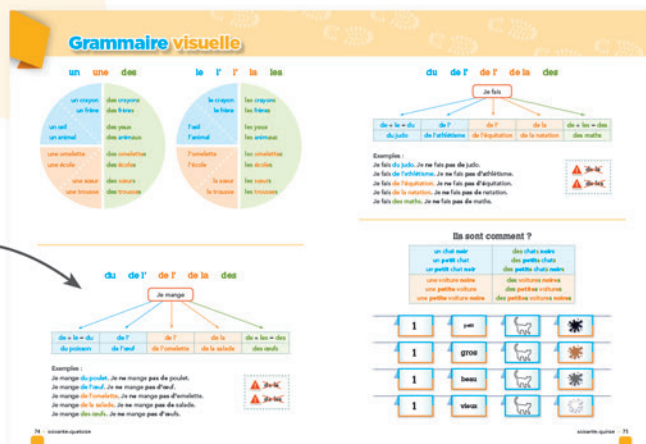 Grammaire visuelle
un une des
un crayon des crayons
un frère des frères
un œil des yeux
un animal des animaux
une omelette des omelettes
une école des écoles
une sœur des sœurs
une trousse des trousses
le l' l' la les
le crayon les crayons
le frère les frères
l'œil les yeux
l'animal les animaux
l'omelette les omelettes
l'école les écoles
la sœur les sœurs
la trousse les trousses
du de l' de l' de la des
Je mange
de + le = du de l' de l' de la de + les = des
du poisson de l'œuf de l'omelette de la salade des œufs
Exemples :
Je mange du poulet. Je ne mange pas de poulet.
Je mange de l'œuf. Je ne mange pas d'œuf.
Je mange de l'omelette. Je ne mange pas d'omelette.
Je mange de la salade. Je ne mange pas de salade.
Je mange des œufs. Je ne mange pas d'œufs.
de le
de les
74 - soixante-quatorze
du de l' de l' de la des
Je fais
de + le = du de l' de l' de la de + les = des
du judo de l'athlétisme de l'équitation de la natation des maths
Exemples :
Je fais du judo. Je ne fais pas de judo.
Je fais de l'athlétisme. Je ne fais pas d'athlétisme.
Je fais de l'équitation. Je ne fais pas d'équitation.
Je fais de la natation. Je ne fais pas de natation.
Je fais des maths. Je ne fais pas de maths.
de le
de les
Ils sont comment ?
un chat noir des chats noirs
un petit chat des petits chats
un petit chat noir des petits chats noirs
une voiture noire des voitures noires
une petite voiture des petites voitures
une petite voiture noire des petites voitures noires
1 petit
1 gros
1 beau
1 vieux
soixante-quinze - 75